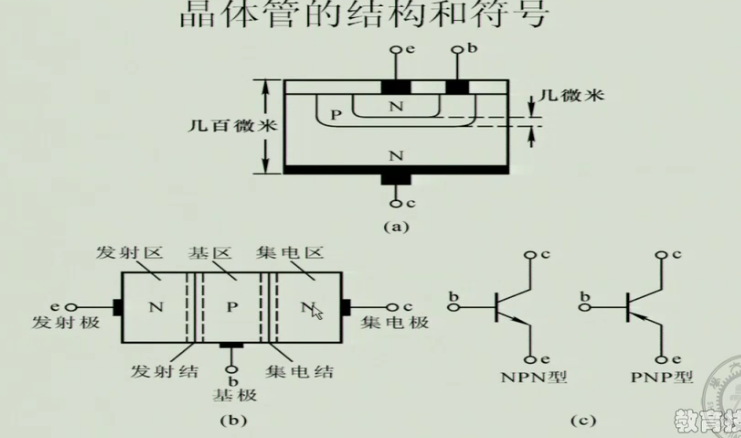 晶体管的结构和符号
e b
几微米
N
P
几百微米
N
c
(a)
发射区 基区 集电区
c
c
e
N P N
c
b
b
发射极
集电极
发射结 集电结
b
e
e
基极
NPN型
PNP型
(b)
(c)
教育技